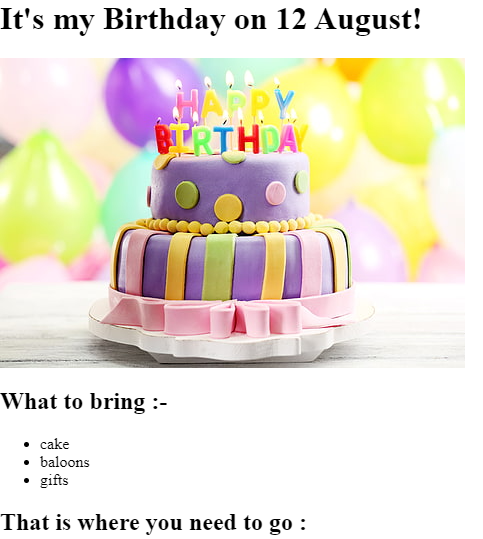 It's my Birthday on 12 August!
HAPPY
BIRTHDAY
What to bring :-
cake
baloons
gifts
That is where you need to go :